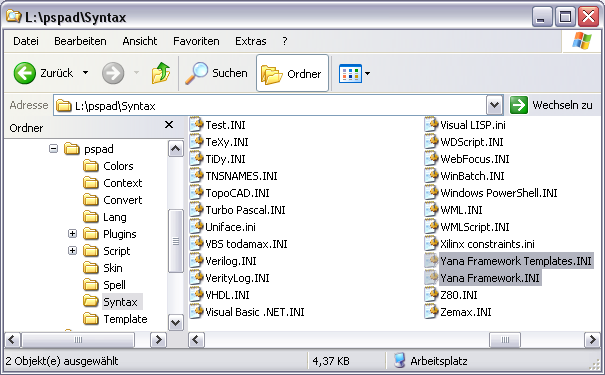 L:\pspad\Syntax
Datei Bearbeiten Ansicht Favoriten Extras ?
Zurück Suchen Ordner
Adresse L:\pspad\Syntax Wechseln zu
Ordner
pspad
Colors
Context
Convert
Lang
Plugins
Script
Skin
Spell
Syntax
Template
Test.INI
TeXy.INI
TiDy.INI
TNSNAMES.INI
TopoCAD.INI
Turbo Pascal.INI
Uniface.ini
VBS todamax.INI
Verilog.INI
VerityLog.INI
VHDL.INI
Visual Basic .NET.INI
Visual LISP.ini
WDScript.INI
WebFocus.INI
WinBatch.INI
Windows PowerShell.INI
WML.INI
WMLScript.INI
Xilinx constraints.ini
Yana Framework Templates.INI
Yana Framework.INI
Z80.INI
Zemax.INI
2 Objekt(e) ausgewählt 4,37 KB Arbeitsplatz